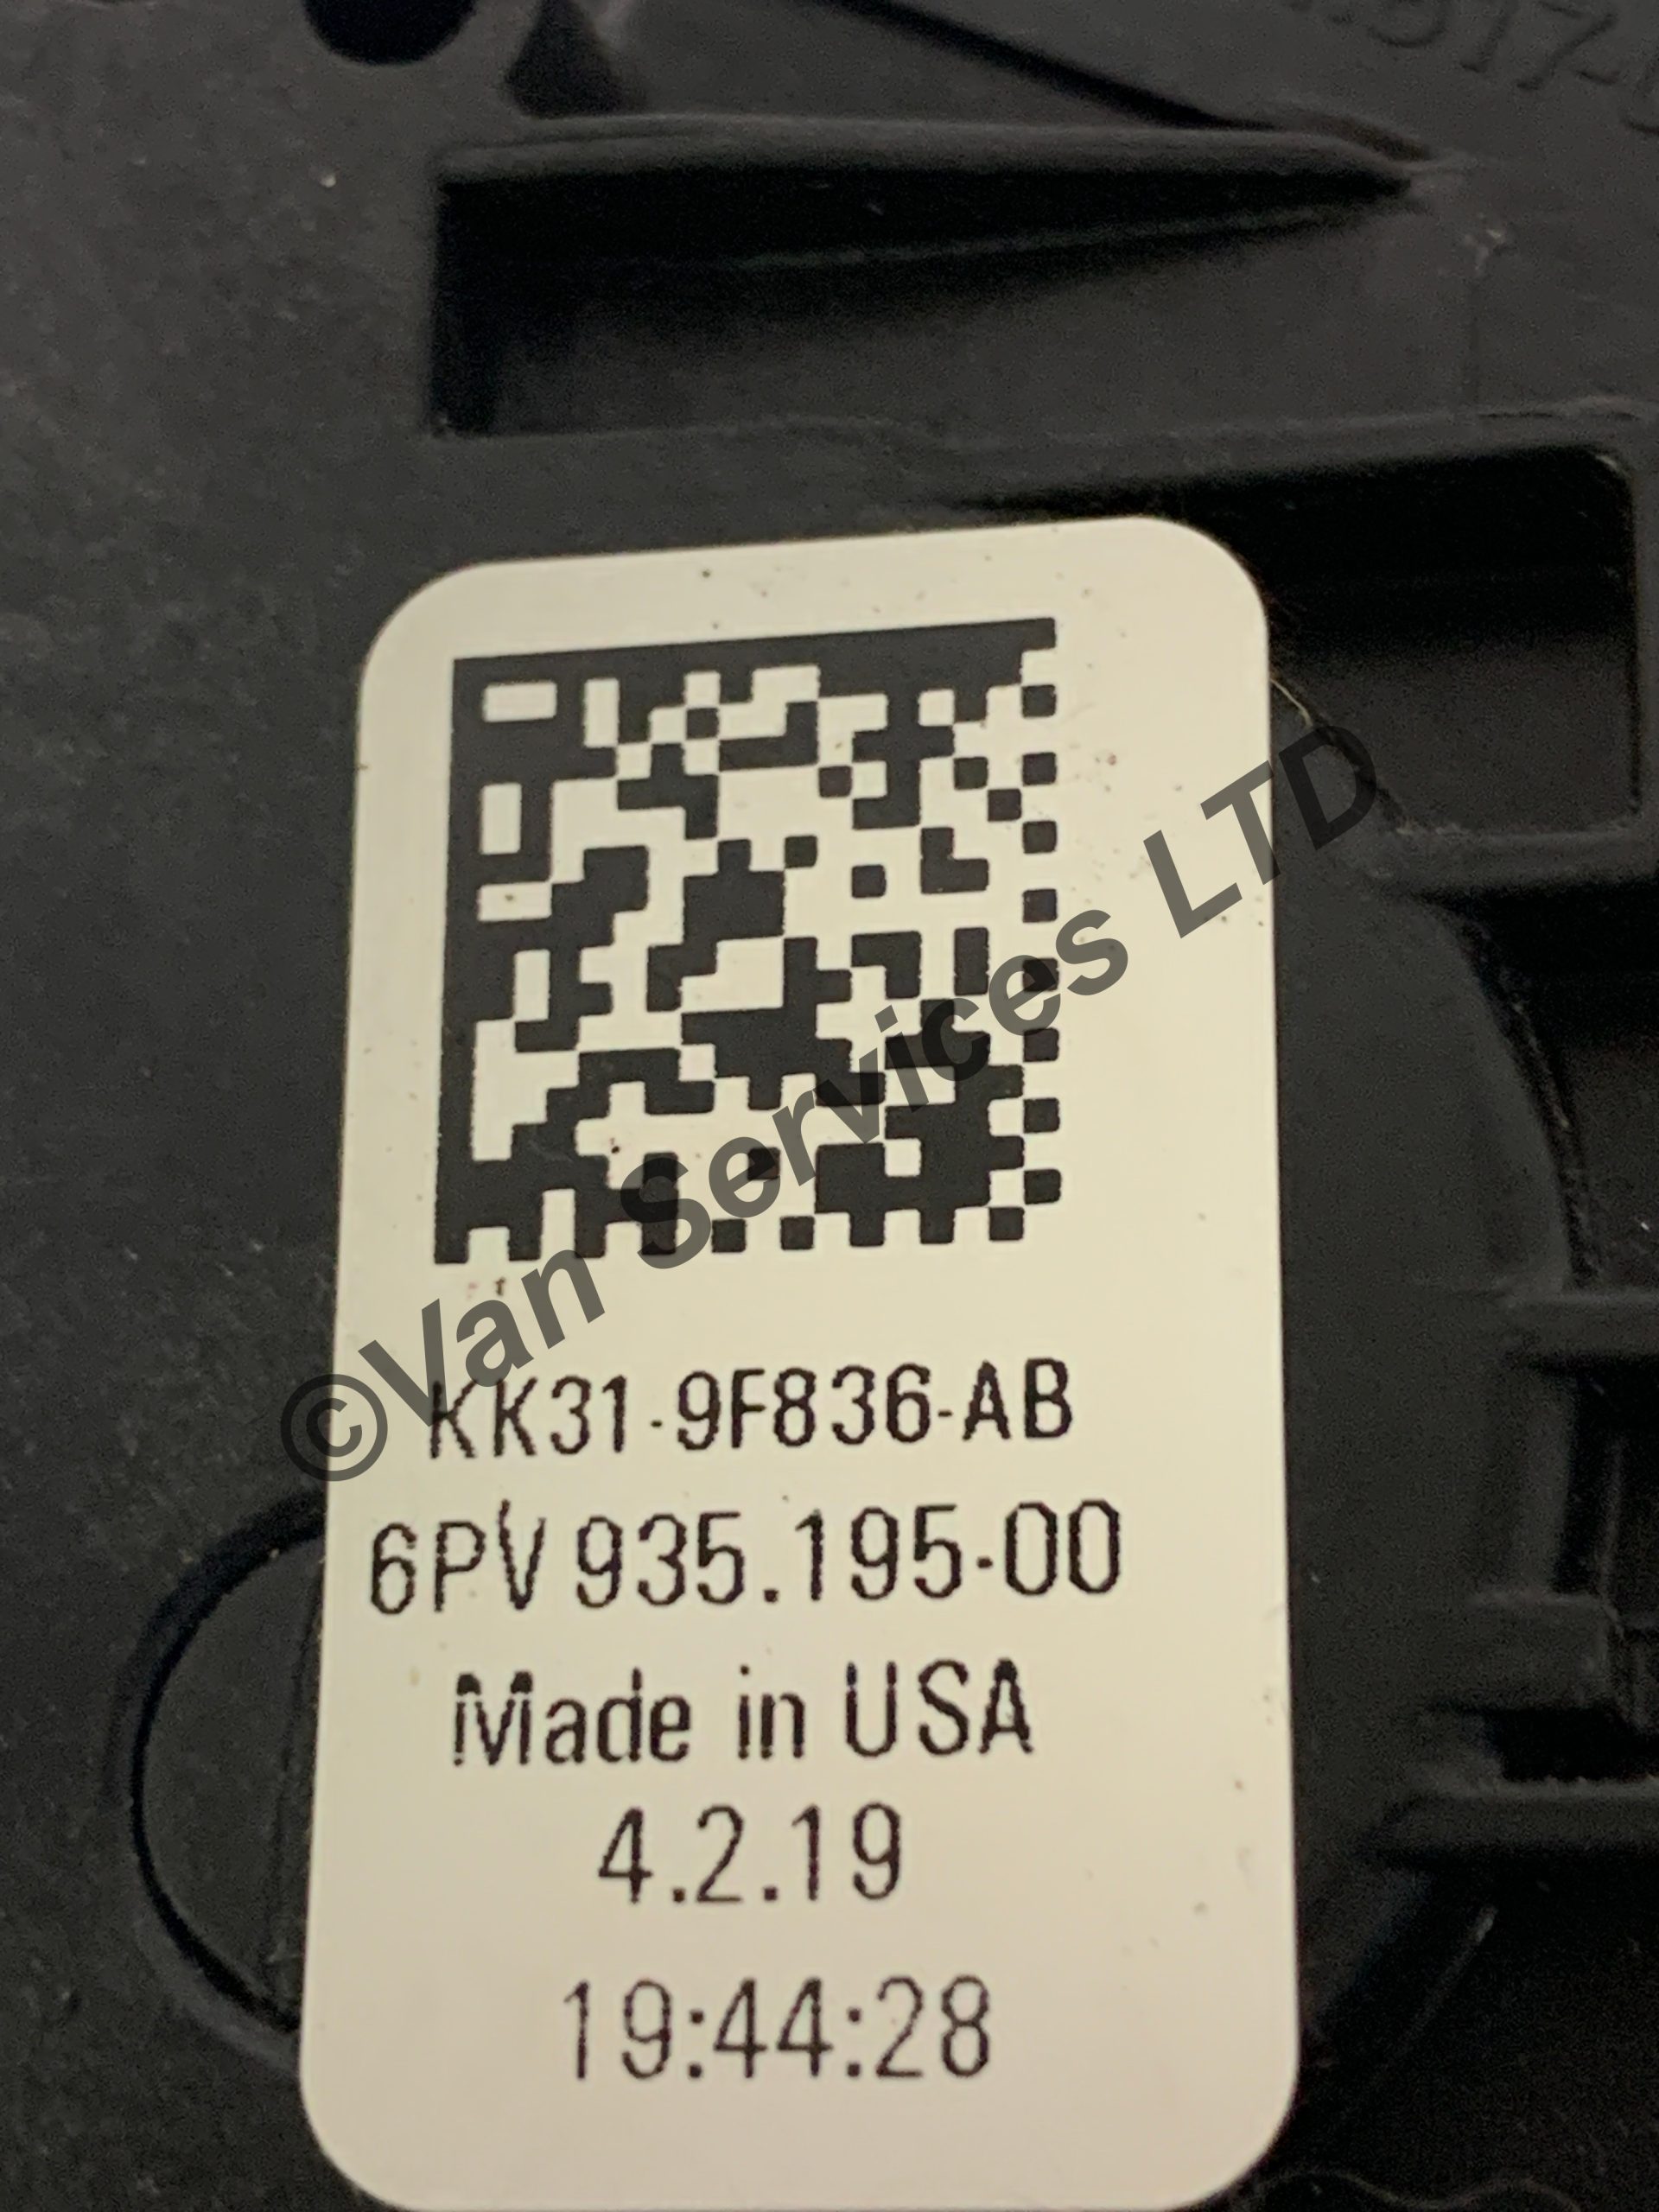 ©Van Services LTD
KK31-9F836-AB
6PV 935.195-00
Made in USA
4.2.19
19:44:28